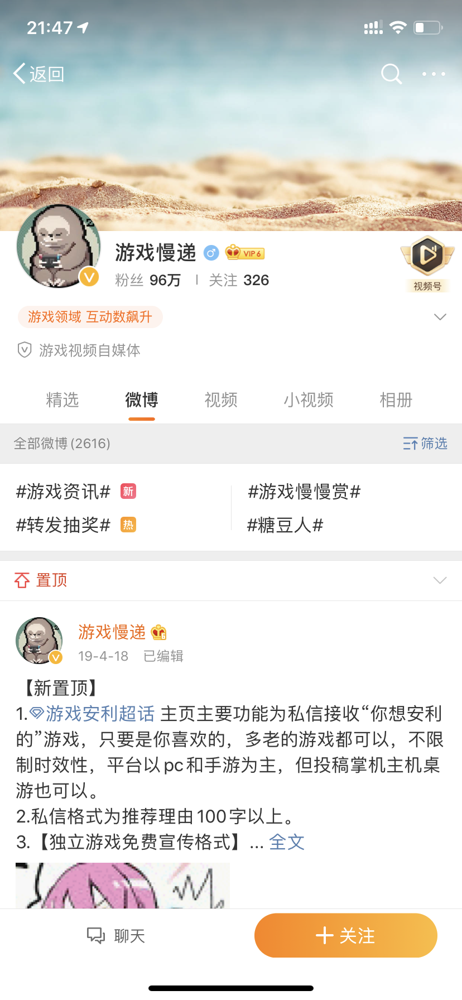 21:47
返回
游戏慢递 VIP 6
粉丝 96万 关注 326
视频号
游戏领域 互动数飙升
游戏视频自媒体
精选 微博 视频 小视频 相册
全部微博(2616) 筛选
#游戏资讯# 新 #游戏慢慢赏#
#转发抽奖# 热 #糖豆人#
置顶
游戏慢递 6
19-4-18 已编辑
【新置顶】
1.游戏安利超话 主页主要功能为私信接收“你想安利
的”游戏，只要是你喜欢的，多老的游戏都可以，不限
制时效性，平台以pc和手游为主，但投稿掌机主机桌
游也可以。
2.私信格式为推荐理由100字以上。
3.【独立游戏免费宣传格式】... 全文
聊天 关注